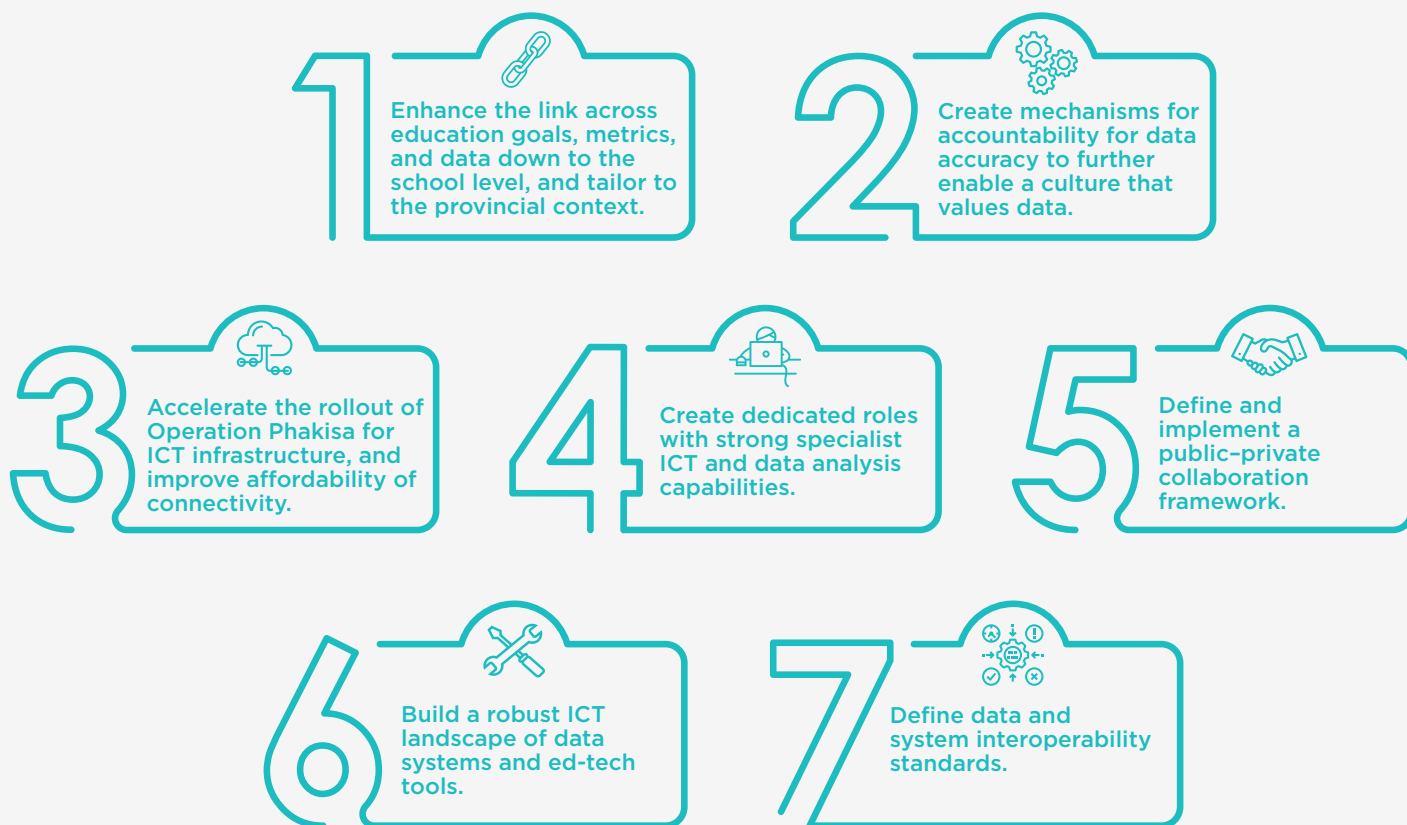 1
Enhance the link across
education goals, metrics,
and data down to the
school level, and tailor to
the provincial context.
2
Create mechanisms for
accountability for data
accuracy to further
enable a culture that
values data.
3
Accelerate the rollout of
Operation Phakisa for
ICT infrastructure, and
improve affordability of
connectivity.
4
Create dedicated roles
with strong specialist
ICT and data analysis
capabilities.
5
Define and
implement a
public–private
collaboration
framework.
6
Build a robust ICT
landscape of data
systems and ed-tech
tools.
7
Define data and
system interoperability
standards.